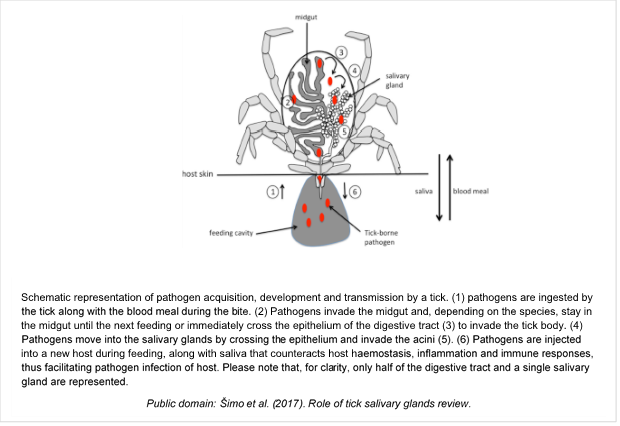 midgut
3
4
salivary
gland
2
5
host skin
1
6
saliva
blood meal
feeding cavity
Tick-borne
pathogen
Schematic representation of pathogen acquisition, development and transmission by a tick. (1) pathogens are ingested by
the tick along with the blood meal during the bite. (2) Pathogens invade the midgut and, depending on the species, stay in
the midgut until the next feeding or immediately cross the epithelium of the digestive tract (3) to invade the tick body. (4)
Pathogens move into the salivary glands by crossing the epithelium and invade the acini (5). (6) Pathogens are injected
into a new host during feeding, along with saliva that counteracts host haemostasis, inflammation and immune responses,
thus facilitating pathogen infection of host. Please note that, for clarity, only half of the digestive tract and a single salivary
gland are represented.
Public domain: Šimo et al. (2017). Role of tick salivary glands review.